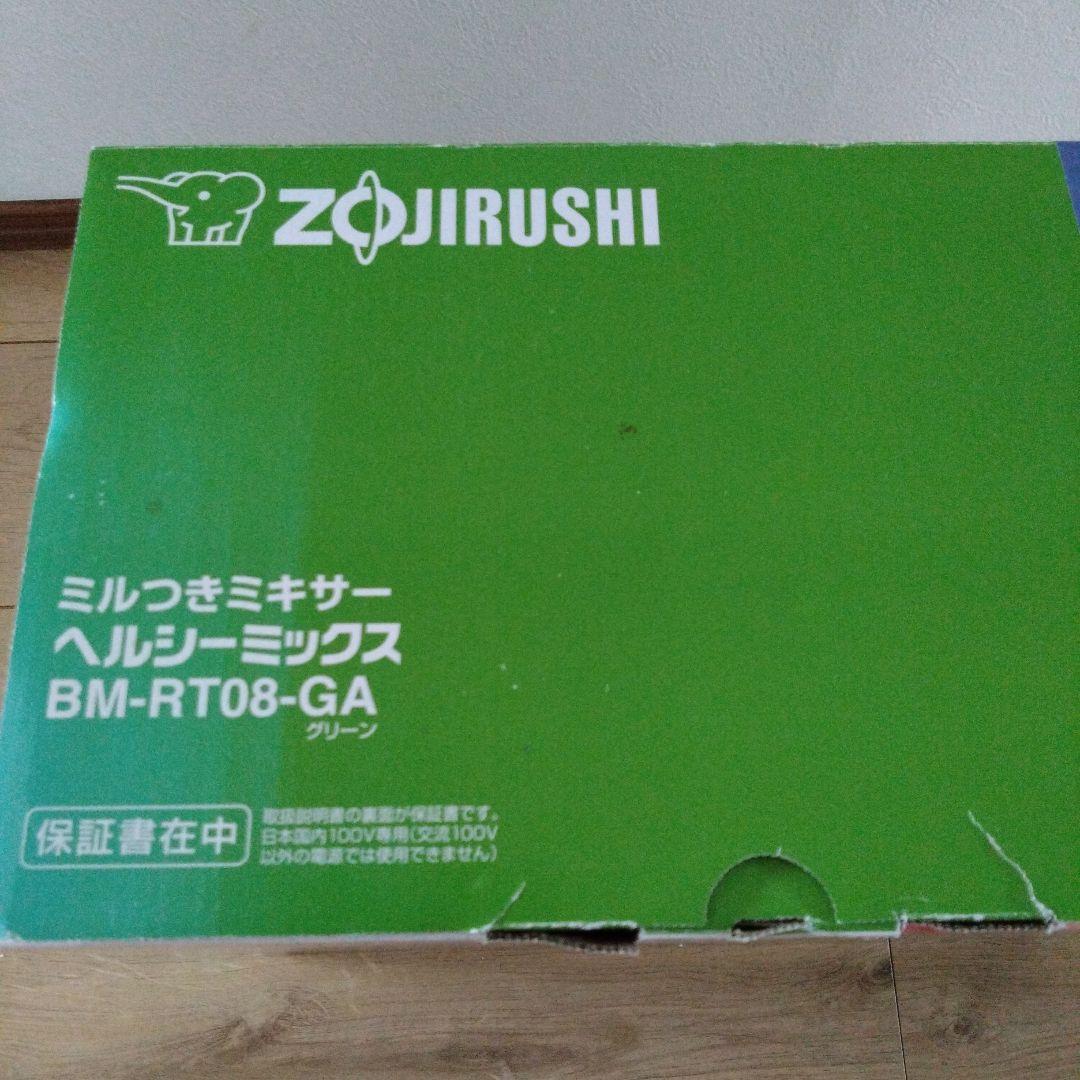 ZOJIRUSHI
ミルつきミキサー
ヘルシーミックス
BM-RT08-GA
グリーン
保証書在中
取扱説明書の裏面が保証書です。
日本国内100V専用(交流100V
以外の電源では使用できません)